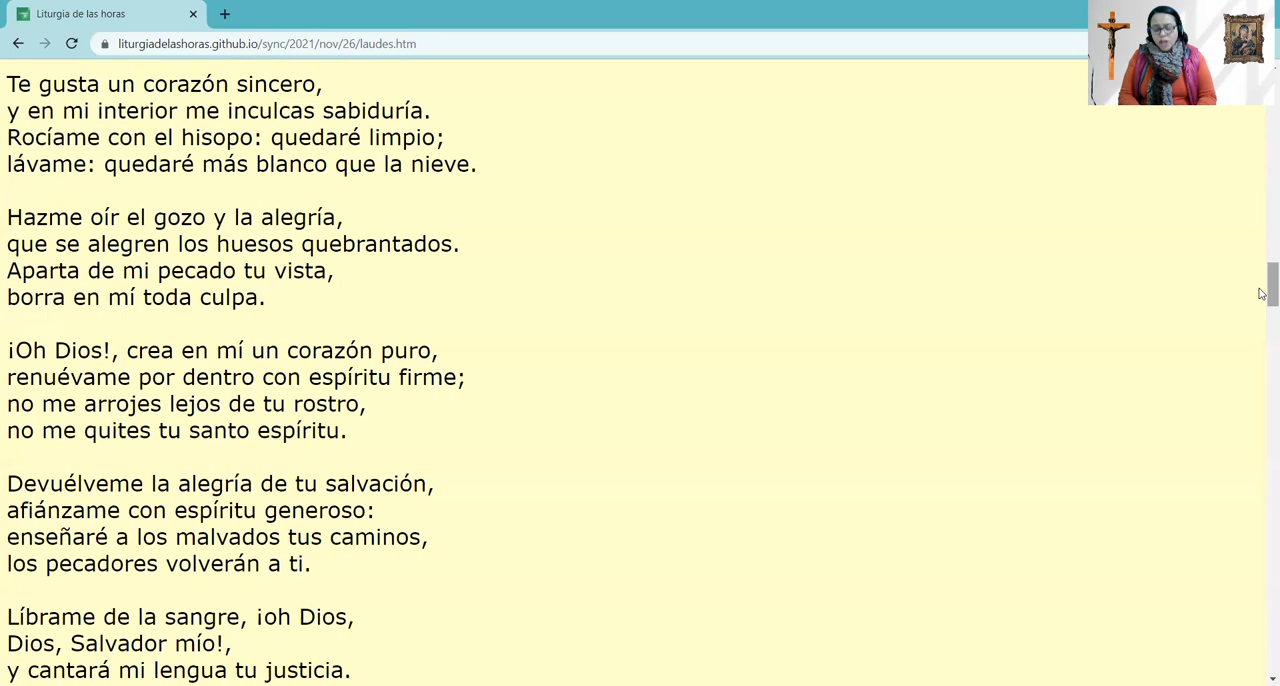 Liturgia de las horas
liturgiadelashoras.github.io/sync/2021/nov/26/laudes.htm
Te gusta un corazón sincero,
y en mi interior me inculcas sabiduría.
Rocíame con el hisopo: quedaré limpio;
lávame: quedaré más blanco que la nieve.
Hazme oír el gozo y la alegría,
que se alegren los huesos quebrantados.
Aparta de mi pecado tu vista,
borra en mí toda culpa.
¡Oh Dios!, crea en mí un corazón puro,
renuévame por dentro con espíritu firme;
no me arrojes lejos de tu rostro,
no me quites tu santo espíritu.
Devuélveme la alegría de tu salvación,
afiánzame con espíritu generoso:
enseñaré a los malvados tus caminos,
los pecadores volverán a ti.
Líbrame de la sangre, ¡oh Dios,
Dios, Salvador mío!,
y cantará mi lengua tu justicia.